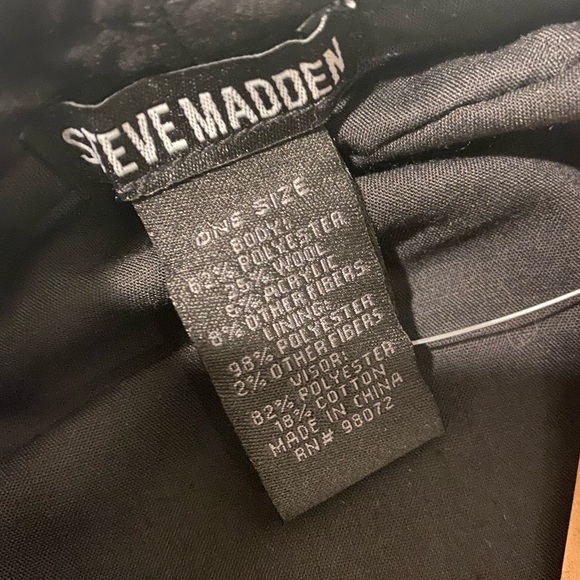 STEVE MADDEN
ONE SIZE
BODY:
62% POLYESTER
25% WOOL
5% ACRYLIC
8% OTHER FIBERS
LINING:
98% POLYESTER
2% OTHER FIBERS
VISOR:
82% POLYESTER
18% COTTON
MADE IN CHINA
RN# 98072